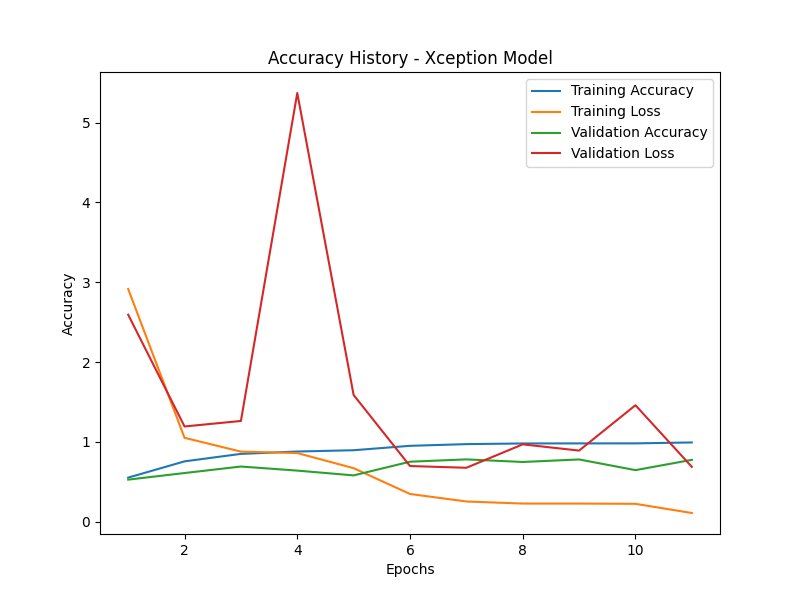 Accuracy History - Xception Model
Training Accuracy
Training Loss
Validation Accuracy
Validation Loss
5
4
3
2
1
0
Accuracy
2 4 6 8 10
Epochs